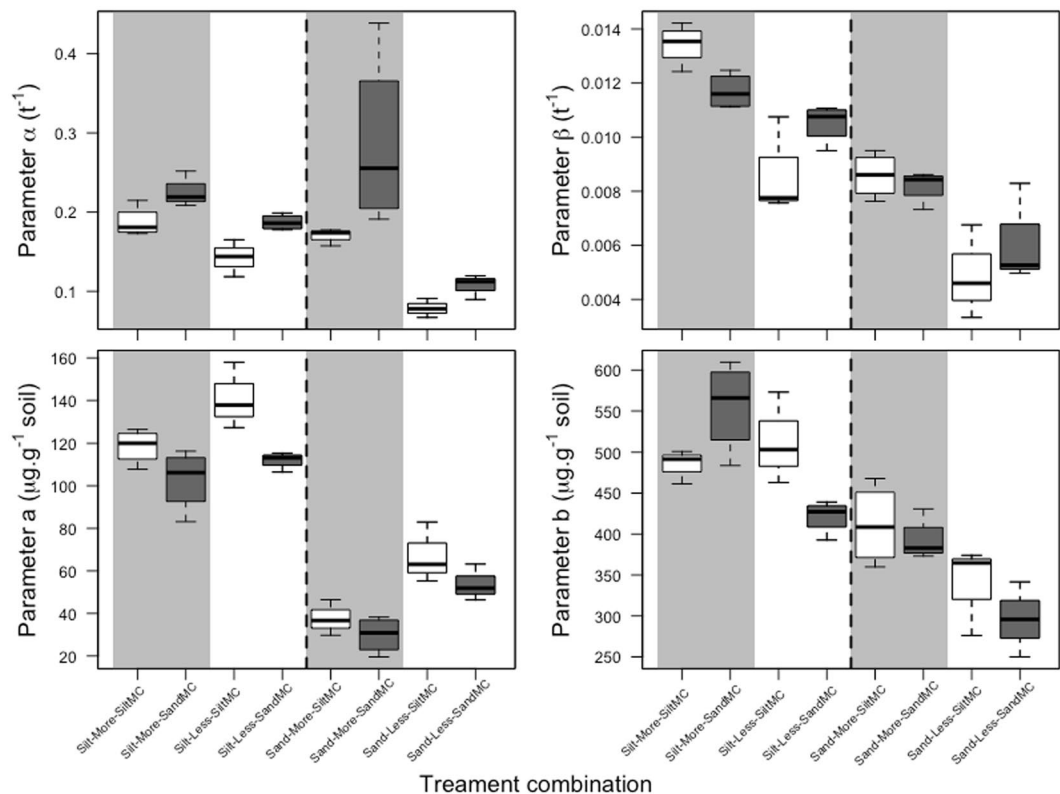 Parameter α (t⁻¹)
0.4
0.3
0.2
0.1
Parameter β (t⁻¹)
0.014
0.012
0.010
0.008
0.006
0.004
Parameter a (μg.g⁻¹ soil)
160
140
120
100
80
60
40
20
Parameter b (μg.g⁻¹ soil)
600
550
500
450
400
350
300
250
Silt-More-SiltMC
Silt-More-SandMC
Silt-Less-SiltMC
Silt-Less-SandMC
Sand-More-SiltMC
Sand-More-SandMC
Sand-Less-SiltMC
Sand-Less-SandMC
Silt-More-SiltMC
Silt-More-SandMC
Silt-Less-SiltMC
Silt-Less-SandMC
Sand-More-SiltMC
Sand-More-SandMC
Sand-Less-SiltMC
Sand-Less-SandMC
Treament combination